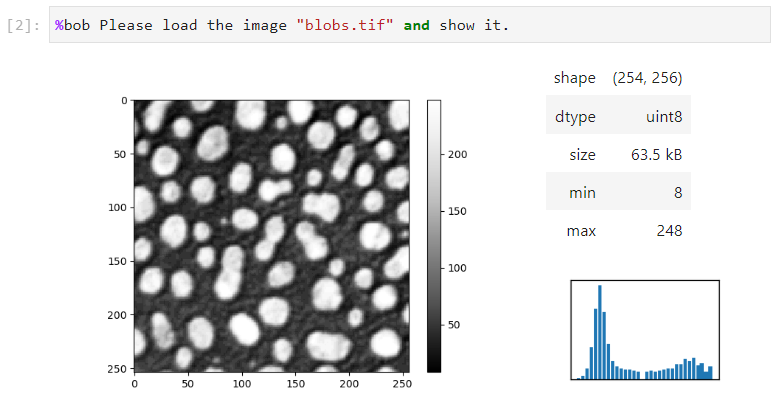 [2]: %bob Please load the image "blobs.tif" and show it.
shape (254, 256)
dtype uint8
size 63.5 kB
min 8
max 248
0
50
100
150
200
250
0 50 100 150 200 250
200
150
100
50